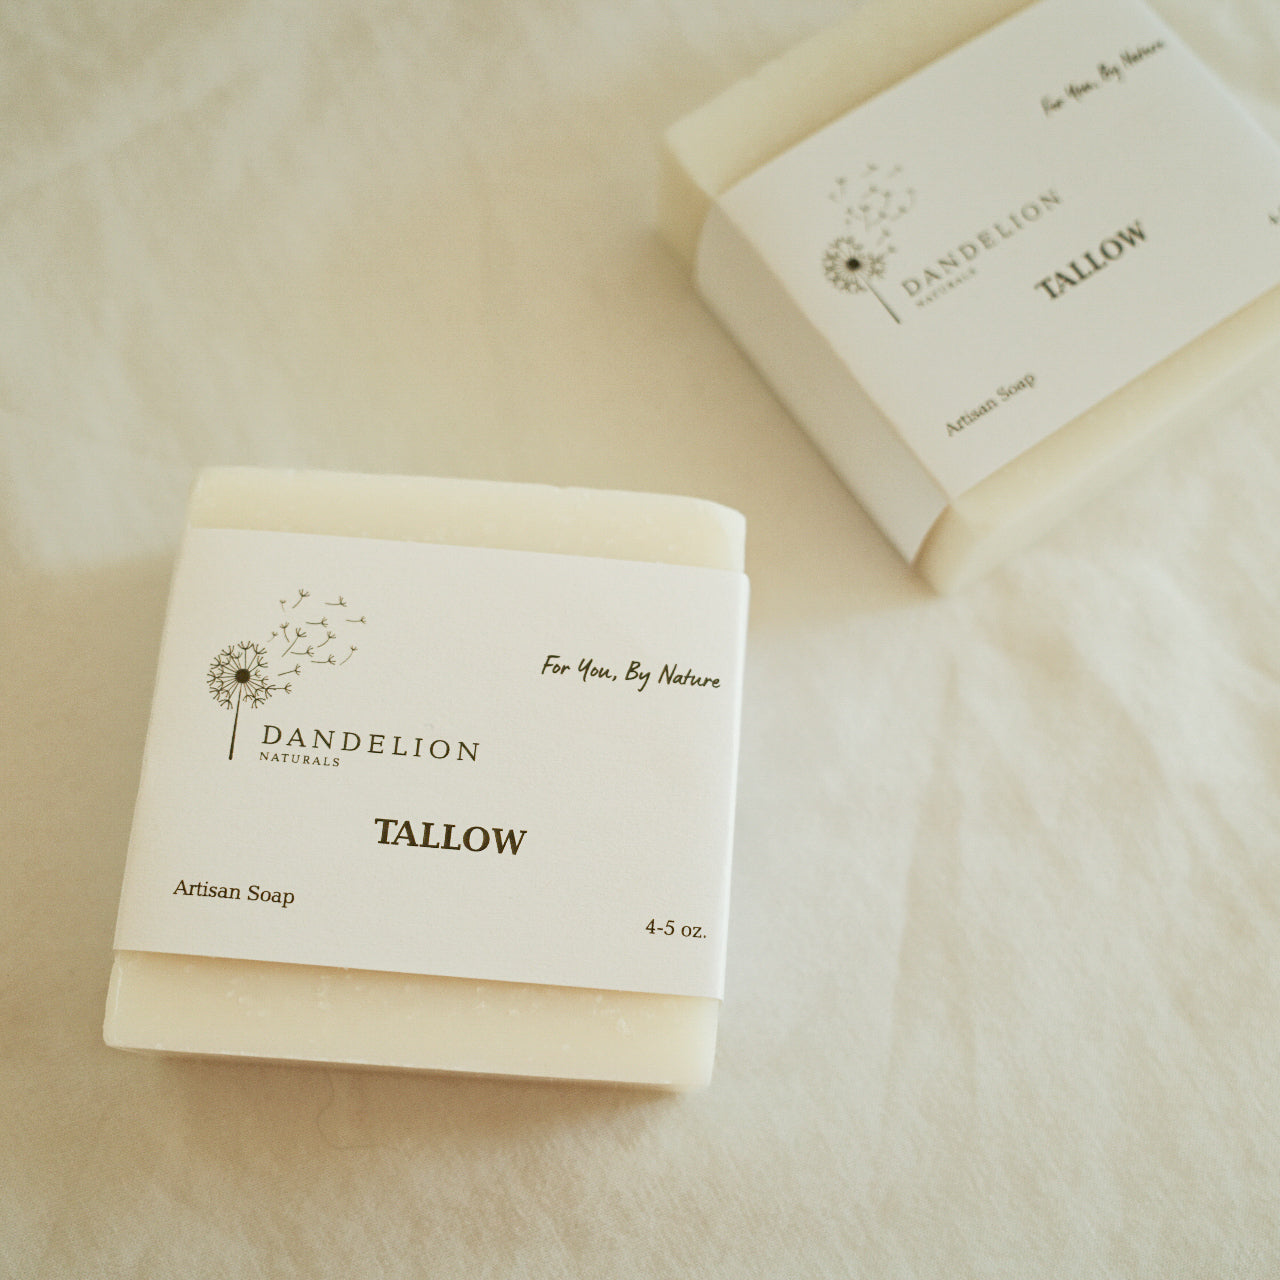 For You, By Nature
DANDELION
NATURALS
TALLOW
Artisan Soap
For You, By Nature
DANDELION
NATURALS
TALLOW
Artisan Soap
4-5 oz.